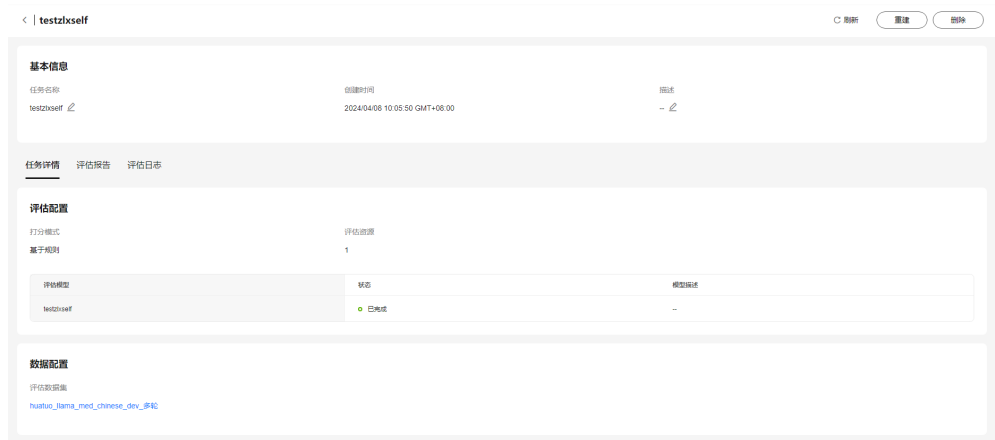 testzlxself 刷新 重建 删除
基本信息
任务名称 创建时间 描述
testzlxself 2024/04/08 10:05:50 GMT+08:00 --
任务详情 评估报告 评估日志
评估配置
打分模式 评估资源
基于规则 1
评估模型 状态 模型描述
testzlxself 已完成 --
数据配置
评估数据集
huatuo_llama_med_chinese_dev_多轮